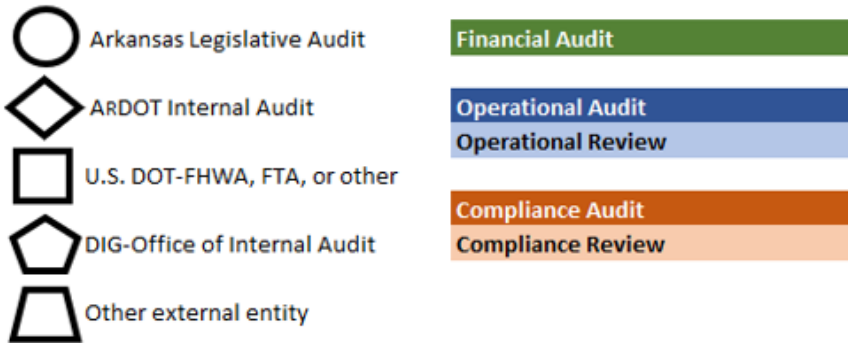 Arkansas Legislative Audit
ARDOT Internal Audit
U.S. DOT-FHWA, FTA, or other
DIG-Office of Internal Audit
Other external entity
Financial Audit
Operational Audit
Operational Review
Compliance Audit
Compliance Review